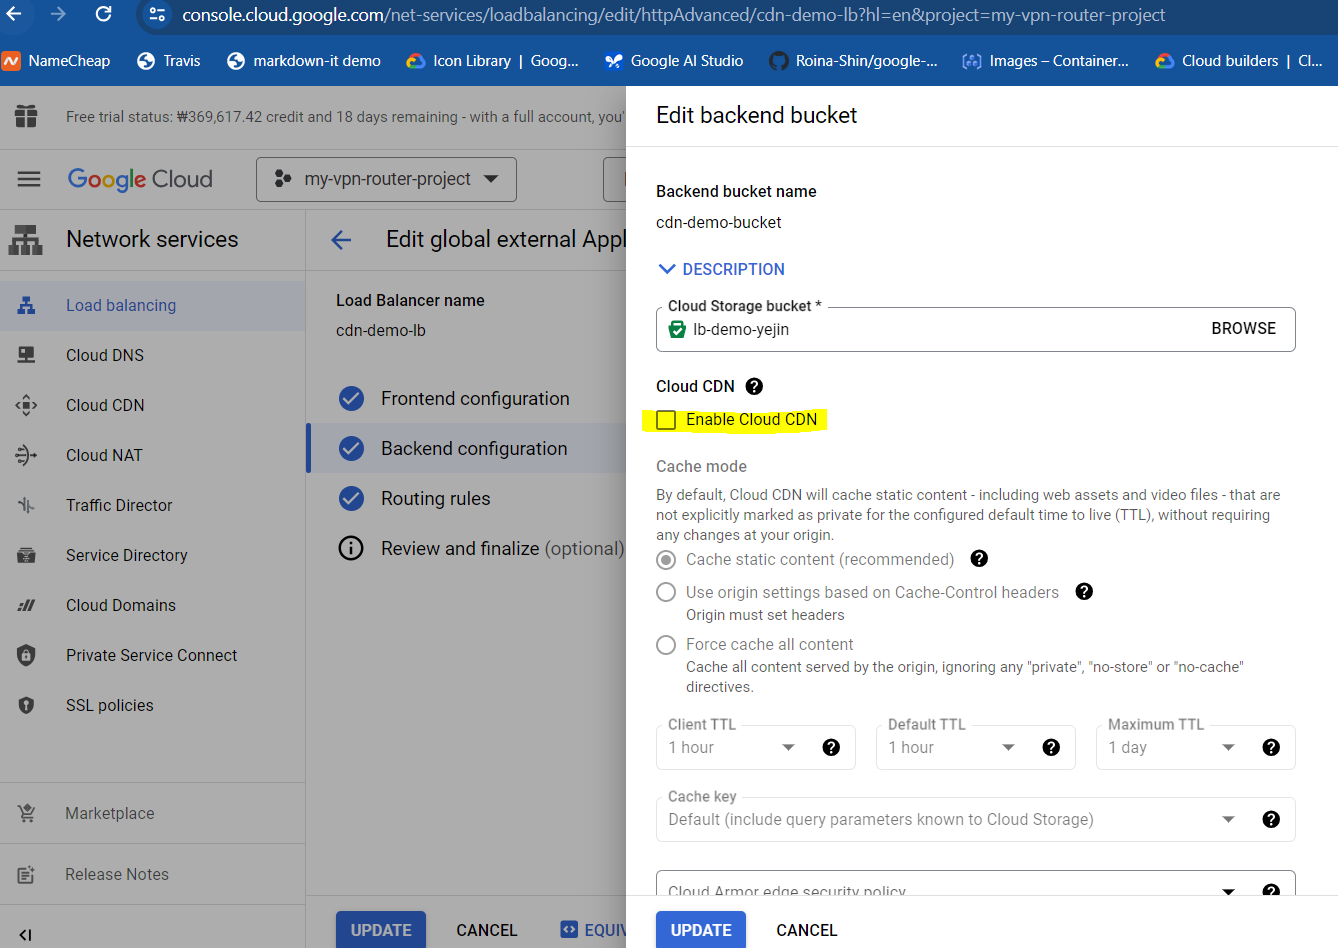 console.cloud.google.com/net-services/loadbalancing/edit/httpAdvanced/cdn-demo-lb?hl=en&project=my-vpn-router-project
NameCheap Travis markdown-it demo Icon Library | Goog... Google AI Studio Roina-Shin/google-... Images – Container... Cloud builders | Cl...
Free trial status: ₩369,617.42 credit and 18 days remaining - with a full account, you'
Google Cloud
my-vpn-router-project
Network services
Load balancing
Cloud DNS
Cloud CDN
Cloud NAT
Traffic Director
Service Directory
Cloud Domains
Private Service Connect
SSL policies
Marketplace
Release Notes
Edit global external Appl
Load Balancer name
cdn-demo-lb
Frontend configuration
Backend configuration
Routing rules
Review and finalize (optional)
UPDATE CANCEL EQUIV
Edit backend bucket
Backend bucket name
cdn-demo-bucket
DESCRIPTION
Cloud Storage bucket *
lb-demo-yejin BROWSE
Cloud CDN
Enable Cloud CDN
Cache mode
By default, Cloud CDN will cache static content - including web assets and video files - that are
not explicitly marked as private for the configured default time to live (TTL), without requiring
any changes at your origin.
Cache static content (recommended)
Use origin settings based on Cache-Control headers
Origin must set headers
Force cache all content
Cache all content served by the origin, ignoring any "private", "no-store" or "no-cache"
directives.
Client TTL Default TTL Maximum TTL
1 hour 1 hour 1 day
Cache key
Default (include query parameters known to Cloud Storage)
Cloud Armor edge security policy
UPDATE CANCEL